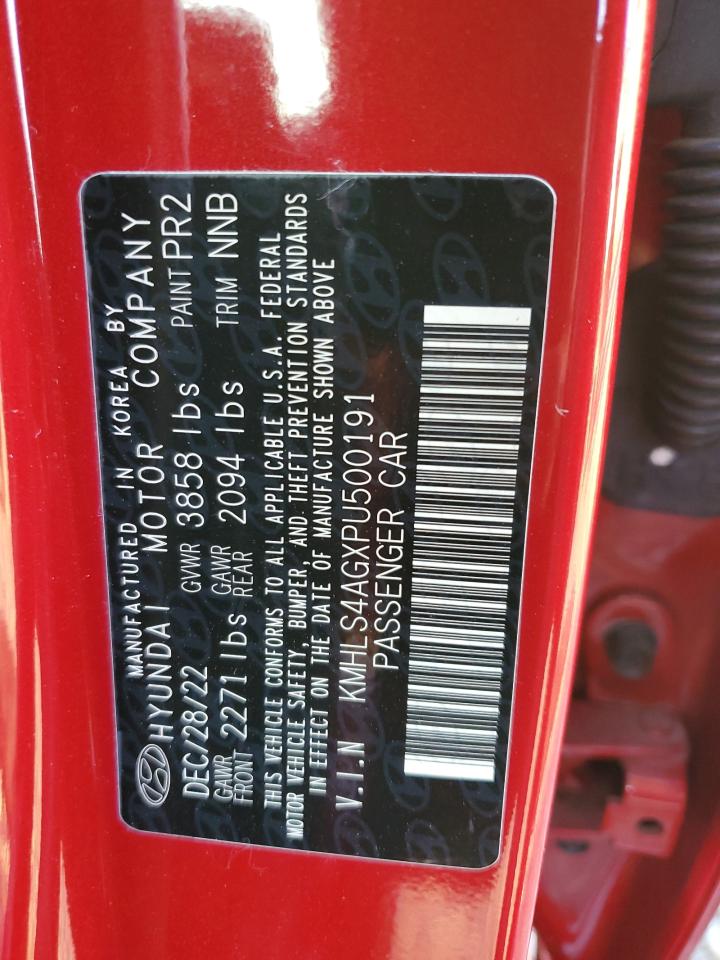 MANUFACTURED IN KOREA BY
HYUNDAI MOTOR COMPANY
DEC/28/22 GVWR 3858 lbs PAINT PR2
GAWR FRONT 2271 lbs GAWR REAR 2094 lbs TRIM NNB
THIS VEHICLE CONFORMS TO ALL APPLICABLE U.S.A. FEDERAL
MOTOR VEHICLE SAFETY, BUMPER, AND THEFT PREVENTION STANDARDS
IN EFFECT ON THE DATE OF MANUFACTURE SHOWN ABOVE
V.I.N KMHLS4AGXPU500191
PASSENGER CAR